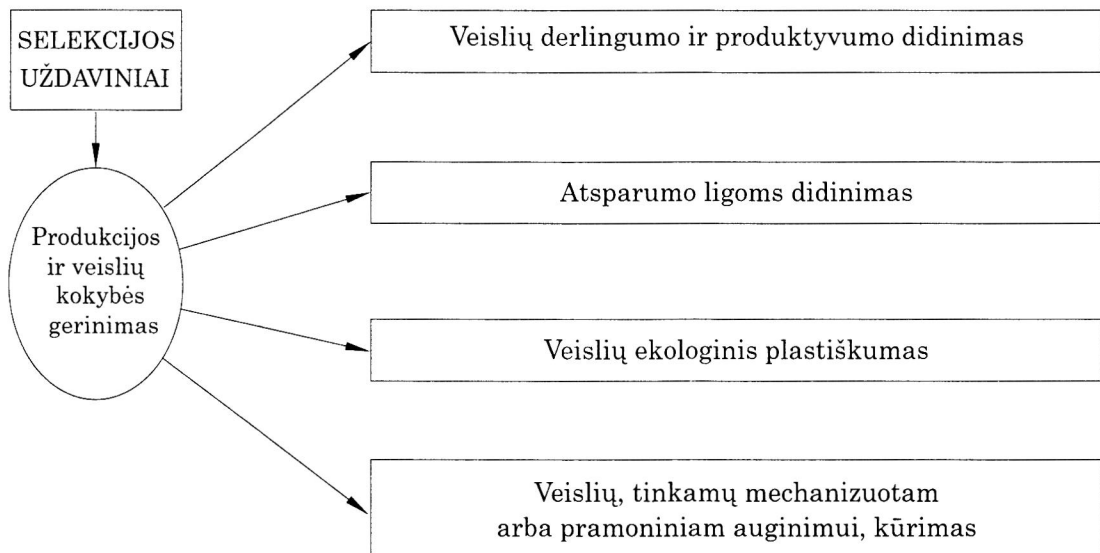 SELEKCIJOS
UŽDAVINIAI
Produkcijos
ir veislių
kokybės
gerinimas
Veislių derlingumo ir produktyvumo didinimas
Atsparumo ligoms didinimas
Veislių ekologinis plastiškumas
Veislių, tinkamų mechanizuotam
arba pramoniniam auginimui, kūrimas